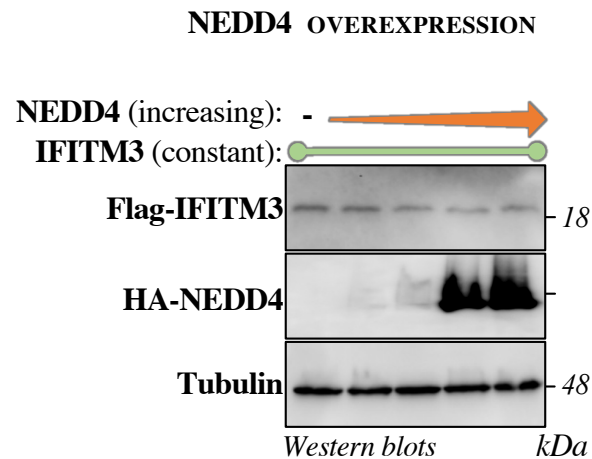 NEDD4 OVEREXPRESSION
NEDD4 (increasing): -
IFITM3 (constant):
Flag-IFITM3
18
HA-NEDD4
Tubulin
48
Western blots kDa